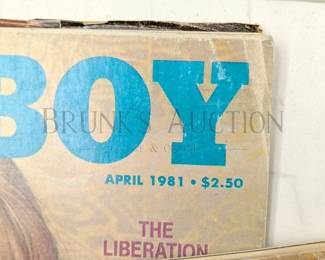 BOY
BRUNK'S AUCTION
APRIL 1981 • $2.50
THE
LIBERATION